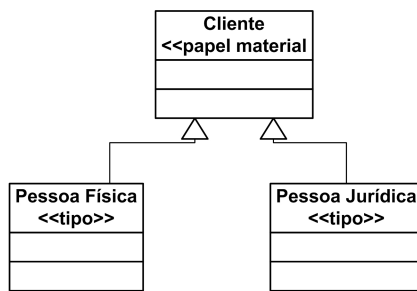 Cliente
<<papel material
Pessoa Física
<<tipo>>
Pessoa Jurídica
<<tipo>>